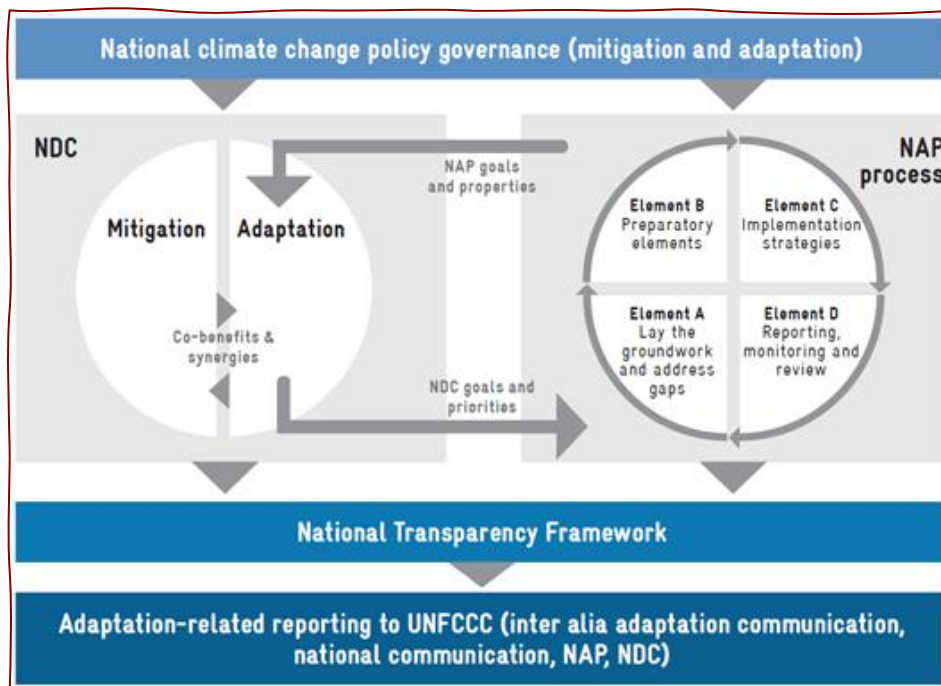 National climate change policy governance (mitigation and adaptation)
NDC
NAP goals
and properties
NAP
process
Mitigation
Adaptation
Element B
Preparatory
elements
Element C
Implementation
strategies
Co-benefits &
synergies
Element A
Lay the
groundwork
and address
gaps
Element D
Reporting,
monitoring and
review
NDC goals and
priorities
National Transparency Framework
Adaptation-related reporting to UNFCCC (inter alia adaptation communication,
national communication, NAP, NDC)